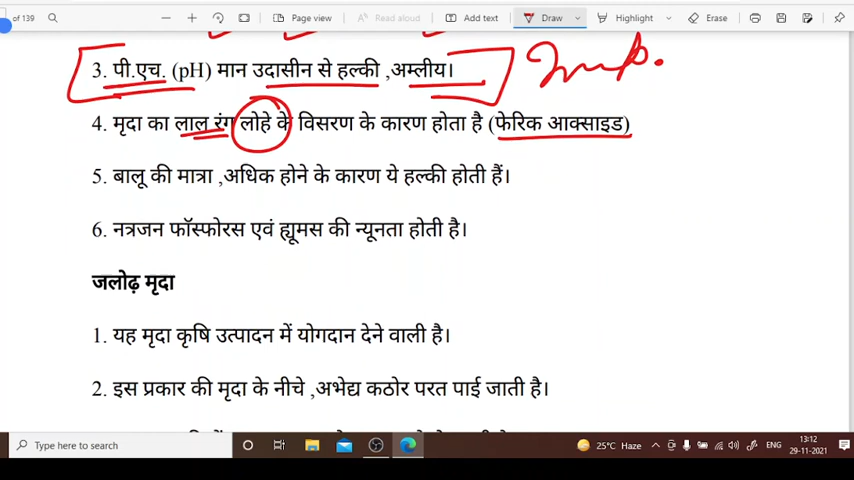 of 139
Page view
Read aloud
Add text
Draw
Highlight
Erase
3. पी.एच. (pH) मान उदासीन से हल्की ,अम्लीय।
Imp.
4. मृदा का लाल रंग लोहे के विसरण के कारण होता है (फेरिक आक्साइड)
5. बालू की मात्रा ,अधिक होने के कारण ये हल्की होती हैं।
6. नत्रजन फॉस्फोरस एवं ह्यूमस की न्यूनता होती है।
जलोढ़ मृदा
1. यह मृदा कृषि उत्पादन में योगदान देने वाली है।
2. इस प्रकार की मृदा के नीचे ,अभेद्य कठोर परत पाई जाती है।
Type here to search
25°C Haze
ENG
13:12
29-11-2021